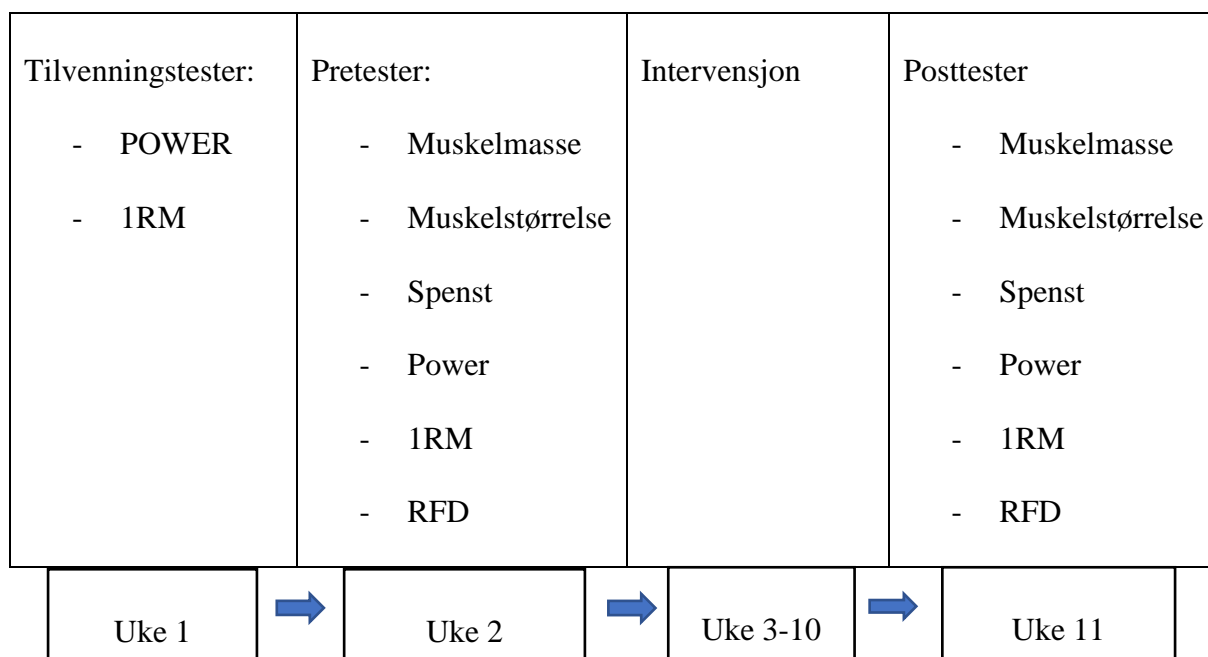 Tilvenningstester:
- POWER
- 1RM
Pretester:
- Muskelmasse
- Muskelstørrelse
- Spenst
- Power
- 1RM
- RFD
Intervensjon
Posttester
- Muskelmasse
- Muskelstørrelse
- Spenst
- Power
- 1RM
- RFD
Uke 1
Uke 2
Uke 3-10
Uke 11